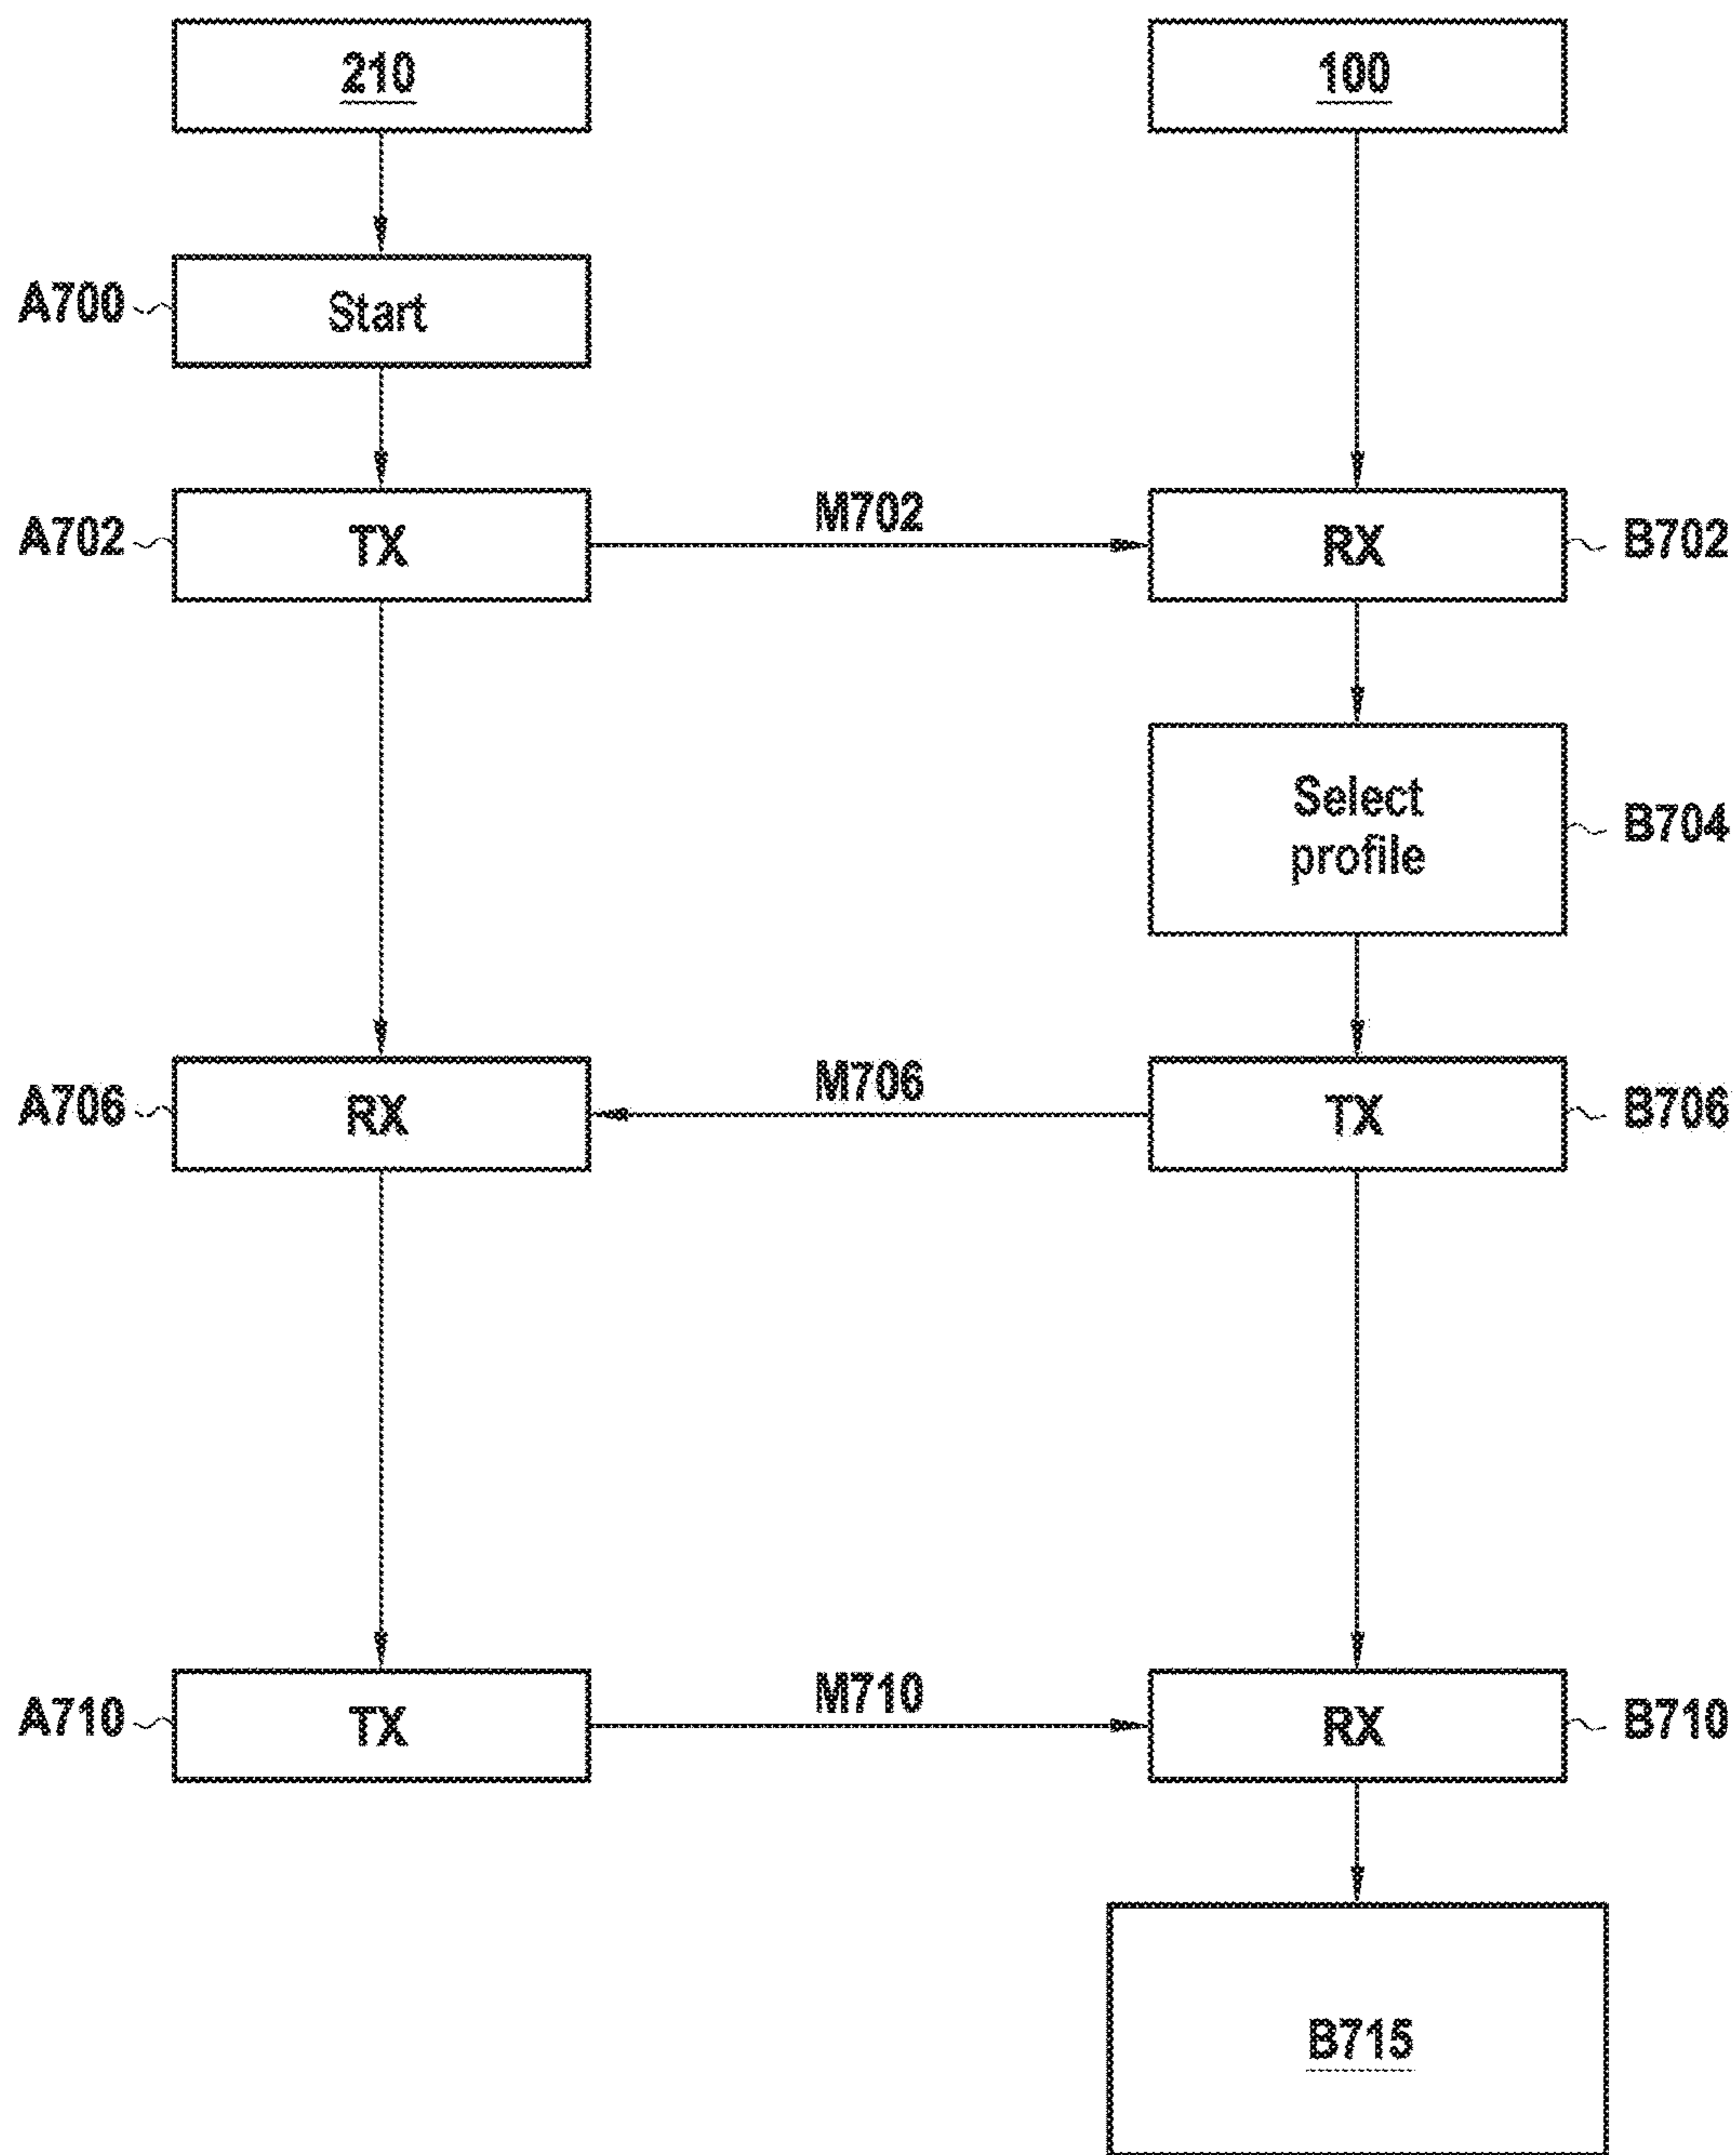 210
100
A700
Start
A702
TX
M702
RX
B702
Select
profile
B704
A706
RX
M706
TX
B706
A710
TX
M710
RX
B710
B715